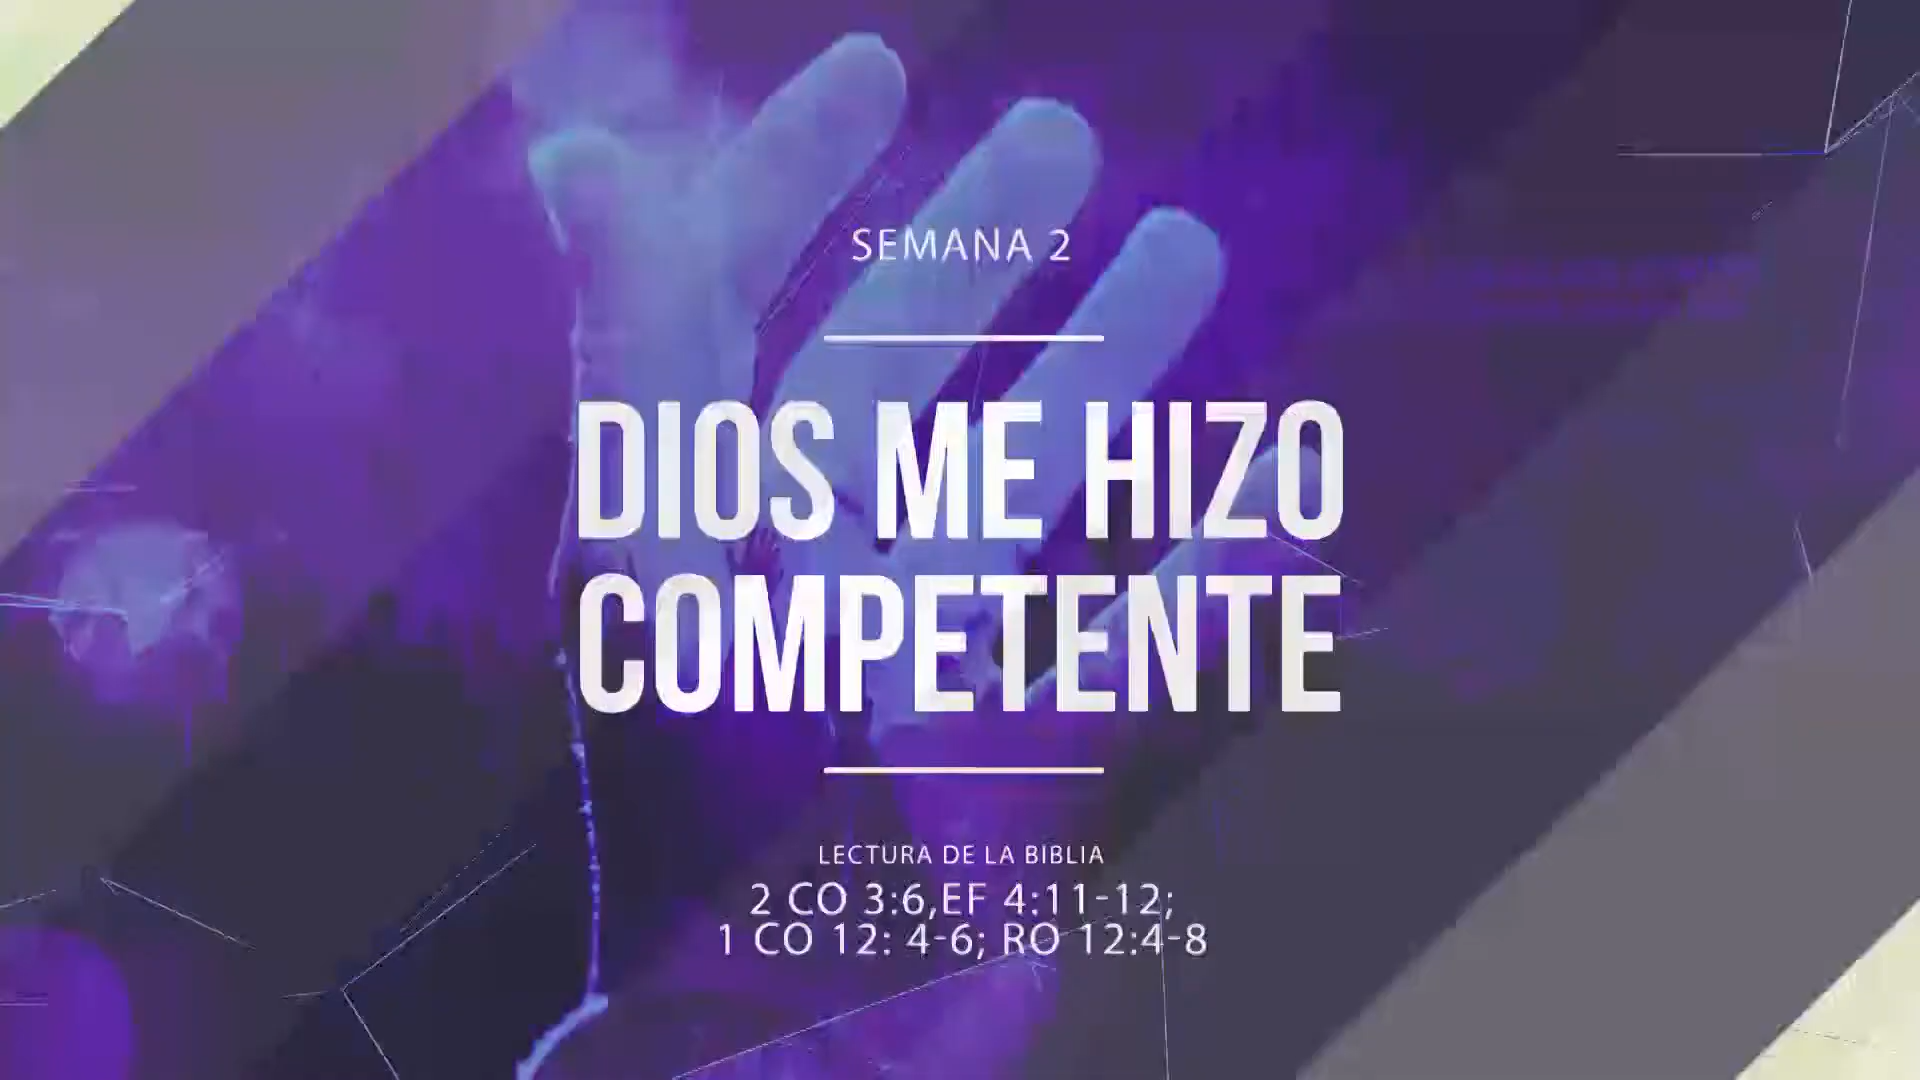 SEMANA 2
DIOS ME HIZO
COMPETENTE
LECTURA DE LA BIBLIA
2 CO 3:6,EF 4:11-12;
1 CO 12: 4-6; RO 12:4-8